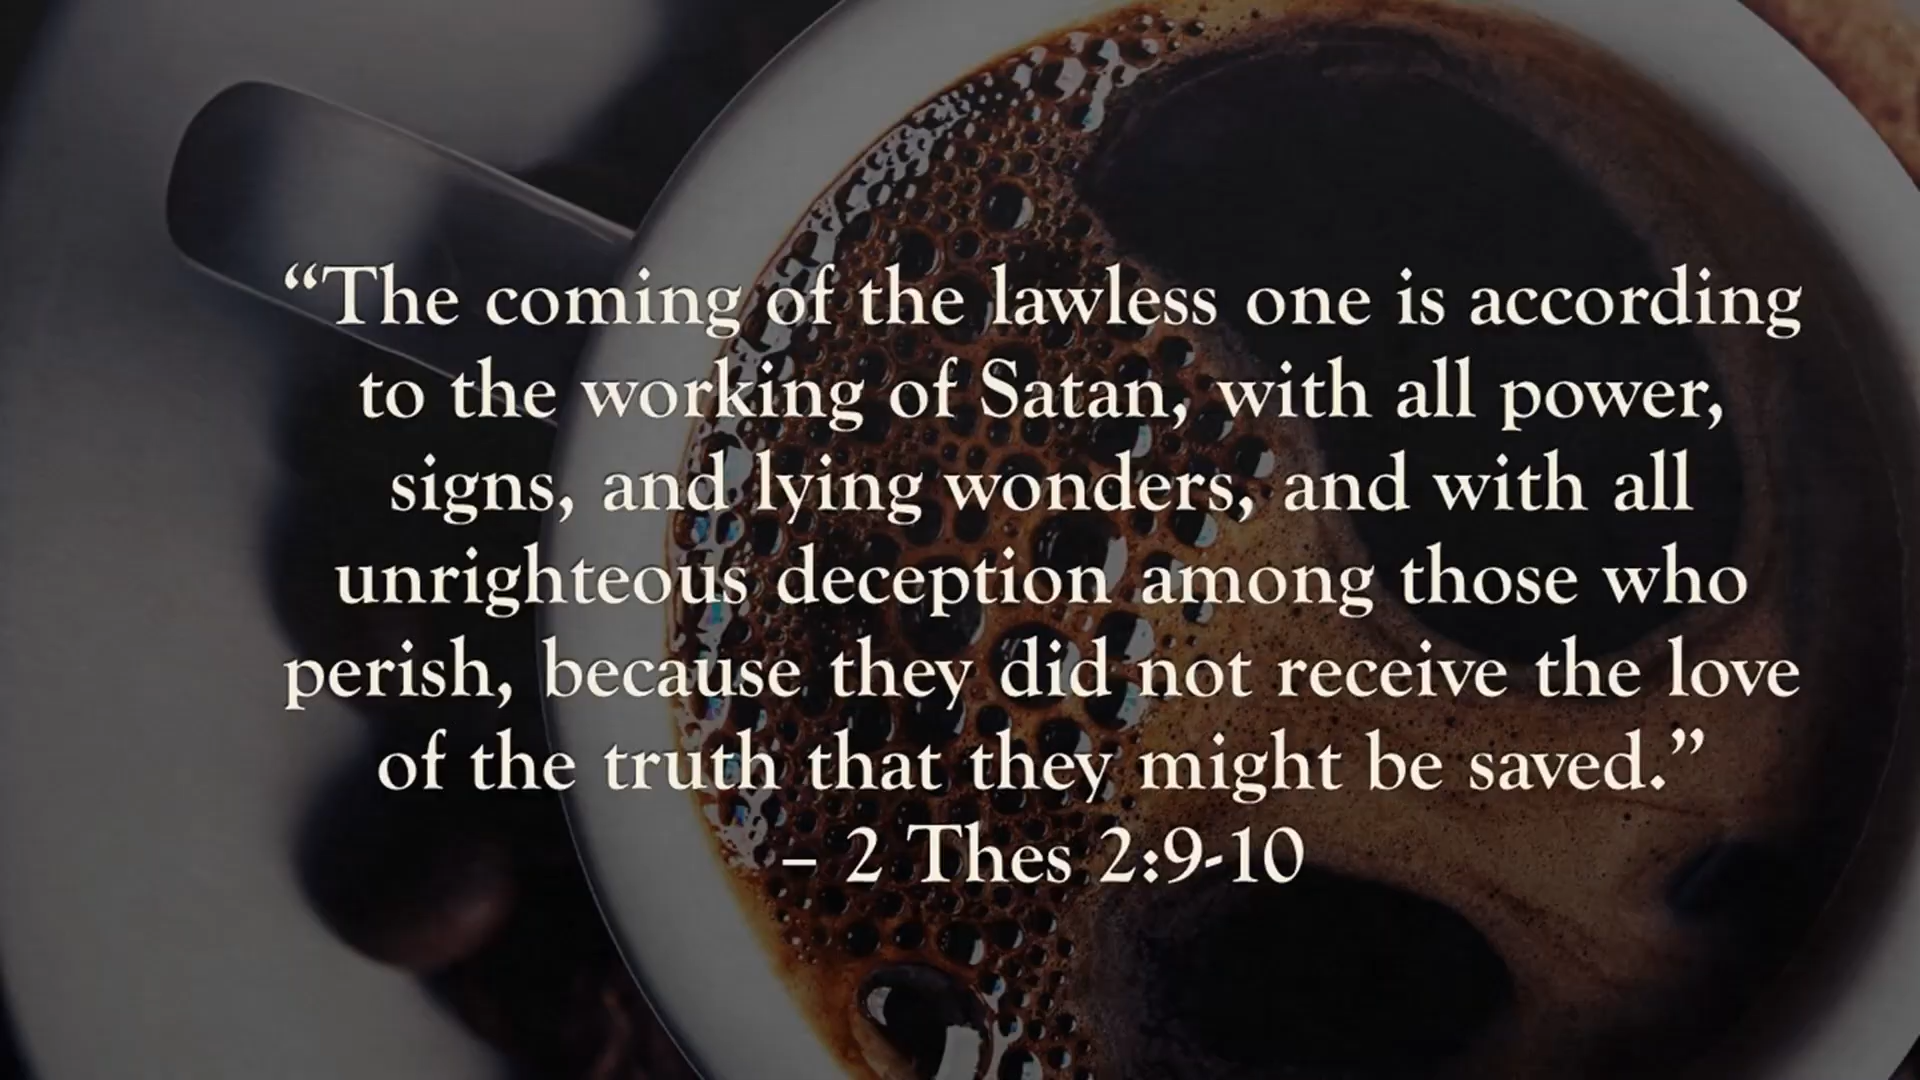 “The coming of the lawless one is according
to the working of Satan, with all power,
signs, and lying wonders, and with all
unrighteous deception among those who
perish, because they did not receive the love
of the truth that they might be saved.”
– 2 Thes 2:9-10